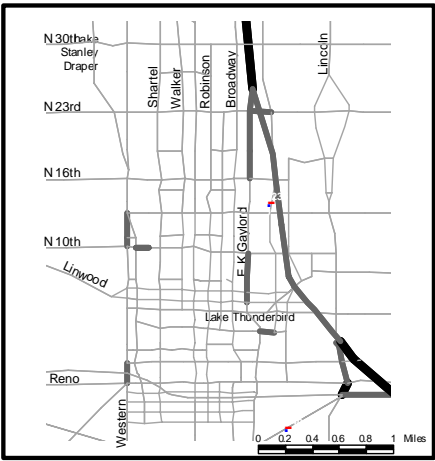 N 30th
Lake
Stanley
Draper
Shartel
Walker
Robinson
Broadway
Lincoln
N 23rd
N 16th
N 10th
E K Gaylord
Linwood
Lake Thunderbird
Reno
Western
0 0.2 0.4 0.6 0.8 1 Miles